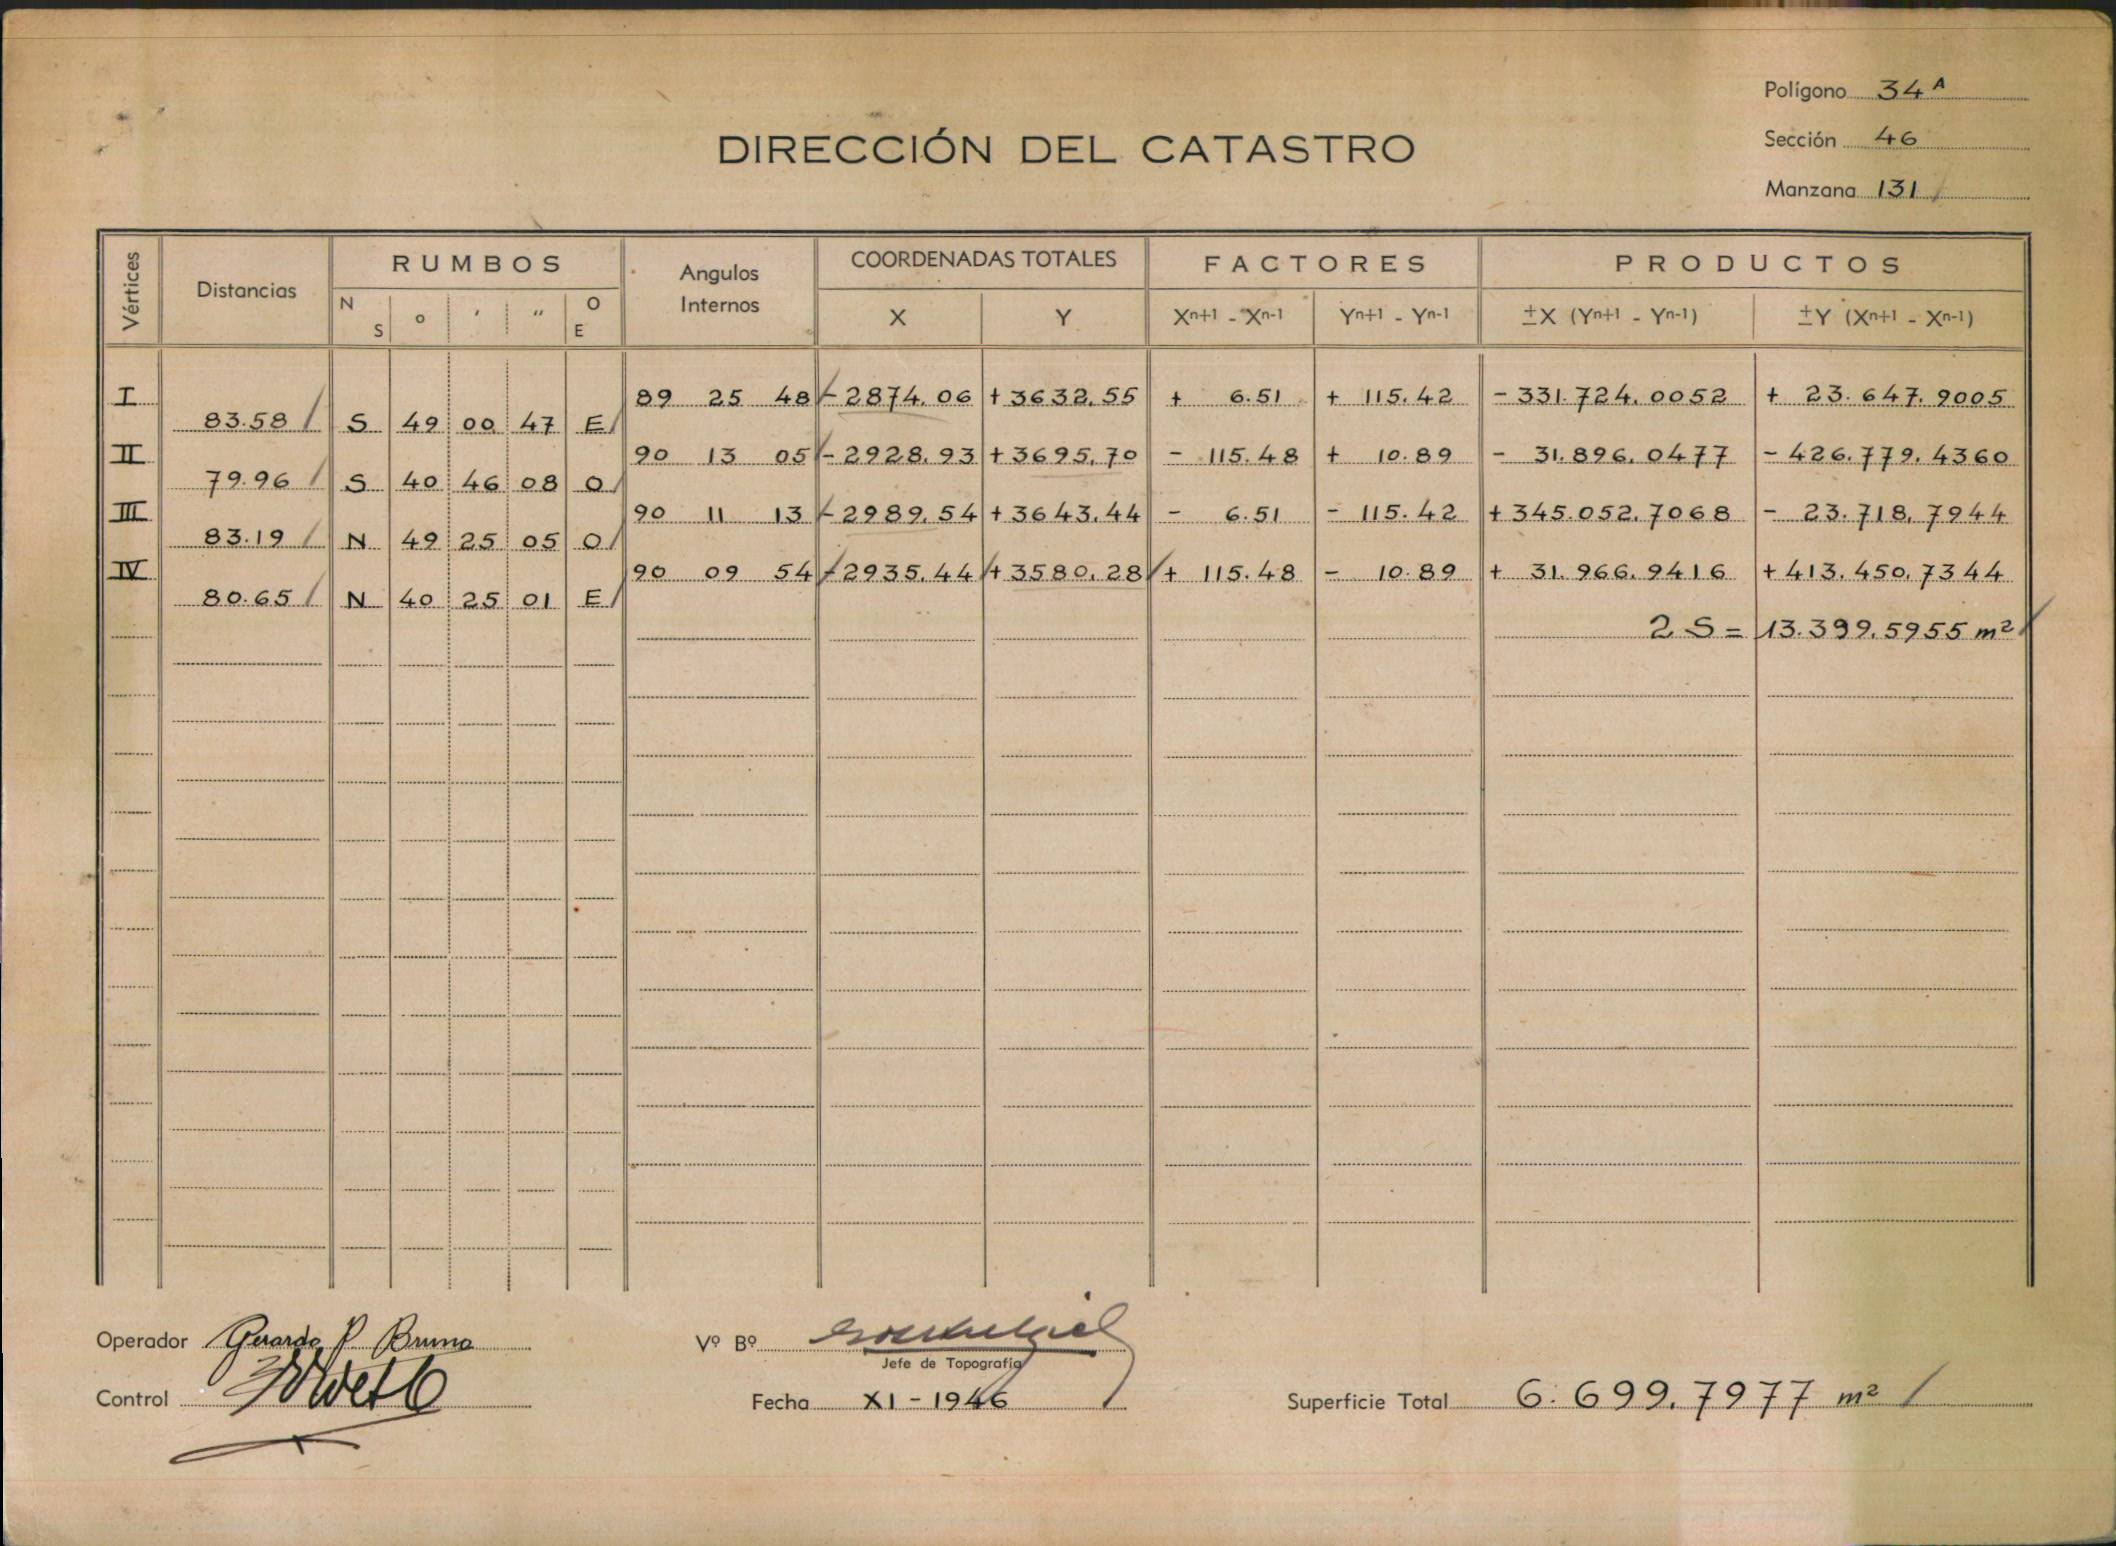 Polígono 34 A
Sección 46
Manzana 131
DIRECCIÓN DEL CATASTRO
Vértices Distancias RUMBOS N S o ' " O E Angulos Internos COORDENADAS TOTALES X Y FACTORES Xn+1 - Xn-1 Yn+1 - Yn-1 PRODUCTOS ±X (Yn+1 - Yn-1) ±Y (Xn+1 - Xn-1)
I 89 25 48 - 2874.06 + 3632.55 + 6.51 + 115.42 - 331.724.0052 + 23.647.9005
83.58 S 49 00 47 E
II 90 13 05 - 2928.93 + 3695.70 - 115.48 + 10.89 - 31.896.0477 - 426.779.4360
79.96 S 40 46 08 O
III 90 11 13 - 2989.54 + 3643.44 - 6.51 - 115.42 + 345.052.7068 - 23.718.7944
83.19 N 49 25 05 O
IV 90 09 54 - 2935.44 + 3580.28 + 115.48 - 10.89 + 31.966.9416 + 413.450.7344
80.65 N 40 25 01 E
2 S = 13.399.5955 m²
Operador Gerardo P. Bruno
Vº Bº
Jefe de Topografía
Control
Fecha XI - 1946
Superficie Total 6.699.7977 m²